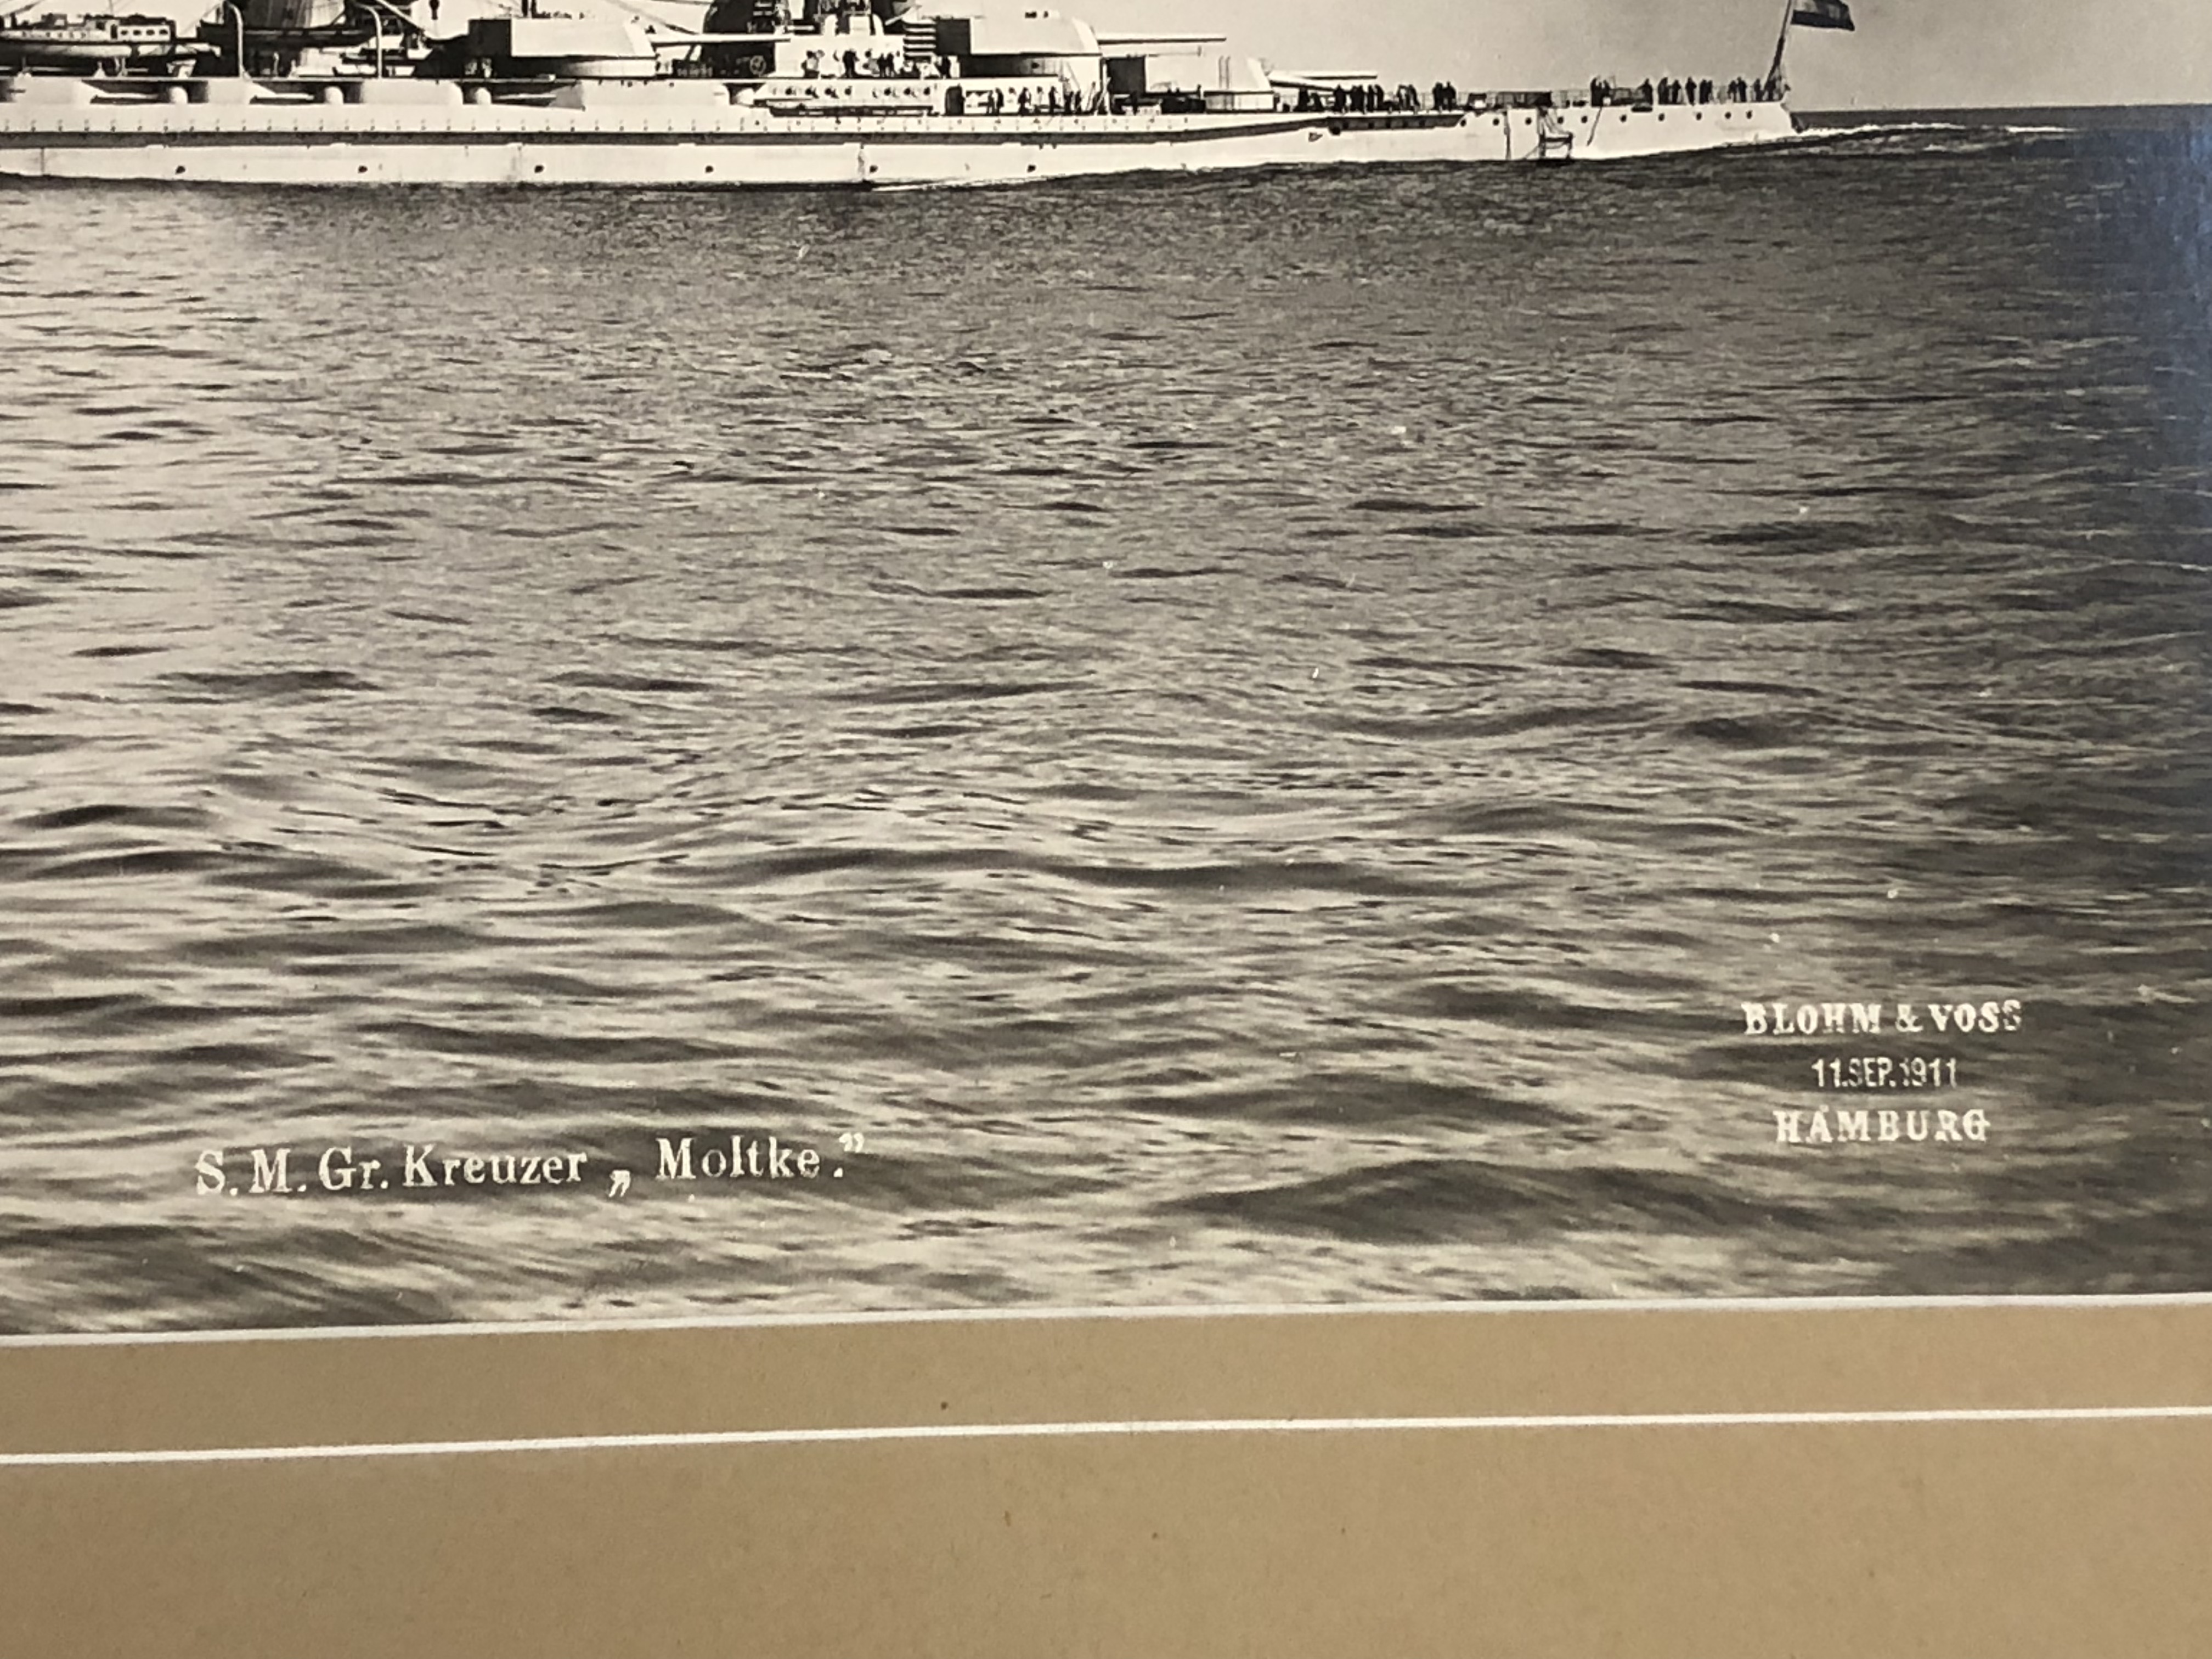 S. M. Gr. Kreuzer „ Moltke.”
BLOHM & VOSS
11.SEP.1911
HAMBURG